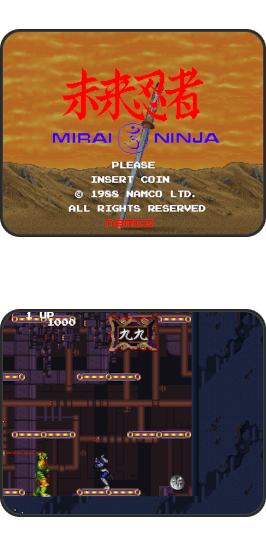 未来忍者
MIRAI NINJA
PLEASE
INSERT COIN
© 1988 NAMCO LTD.
ALL RIGHTS RESERVED
namco
1 UP
1000
九九